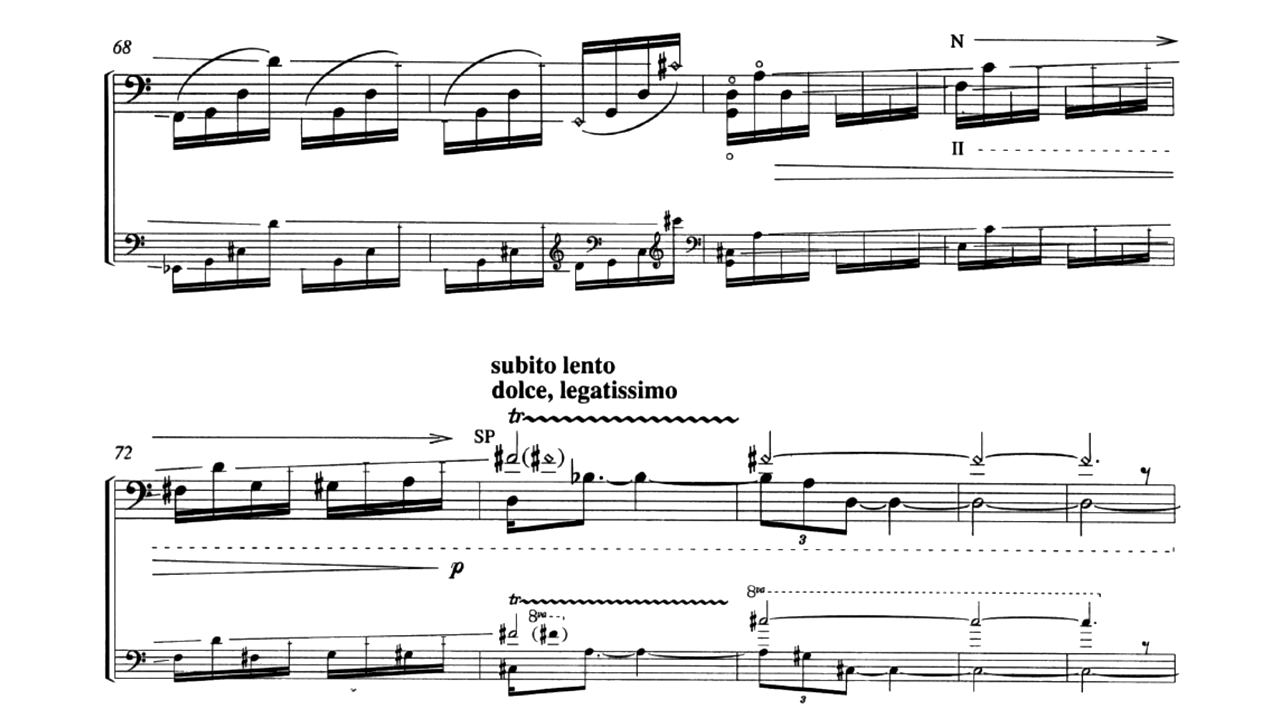 68
N
II
subito lento
dolce, legatissimo
tr
72
SP
3
p
8va
tr
8va
3